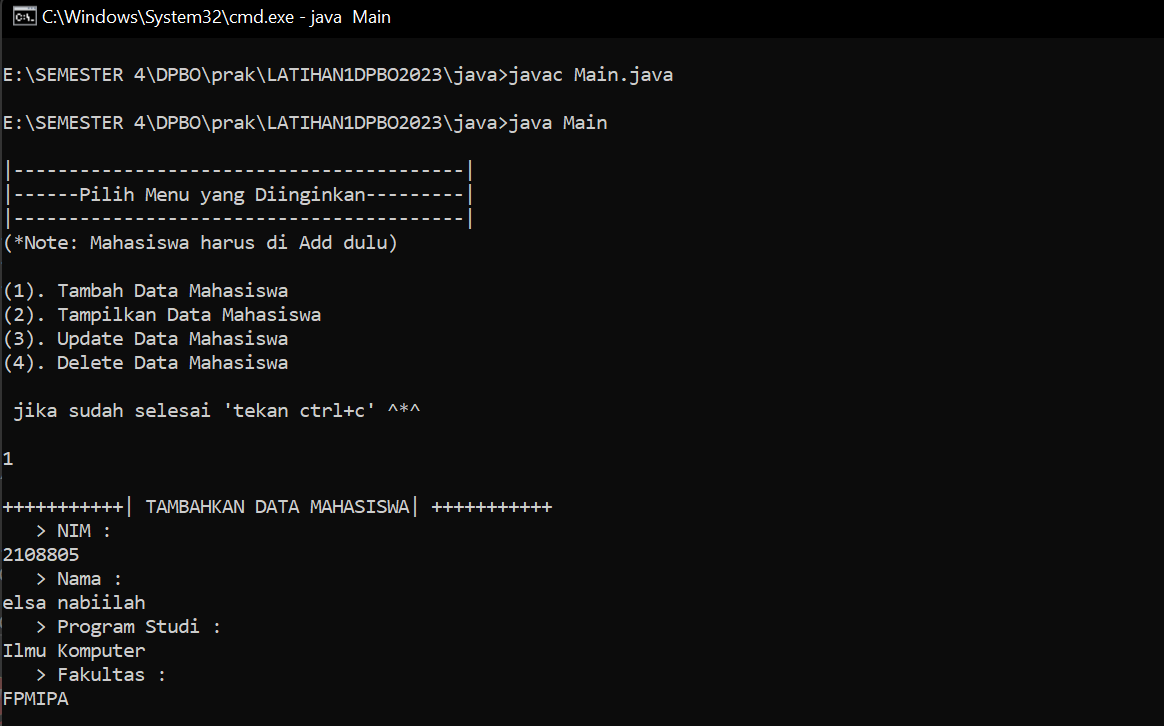 C:\Windows\System32\cmd.exe - java  Main
E:\SEMESTER 4\DPBO\prak\LATIHAN1DPBO2023\java>javac Main.java
E:\SEMESTER 4\DPBO\prak\LATIHAN1DPBO2023\java>java Main
|-----------------------------------------|
|------Pilih Menu yang Diinginkan---------|
|-----------------------------------------|
(*Note: Mahasiswa harus di Add dulu)
(1). Tambah Data Mahasiswa
(2). Tampilkan Data Mahasiswa
(3). Update Data Mahasiswa
(4). Delete Data Mahasiswa
 jika sudah selesai 'tekan ctrl+c' ^*^
1
+++++++++++| TAMBAHKAN DATA MAHASISWA| +++++++++++
   > NIM :
2108805
   > Nama :
elsa nabiilah
   > Program Studi :
Ilmu Komputer
   > Fakultas :
FPMIPA